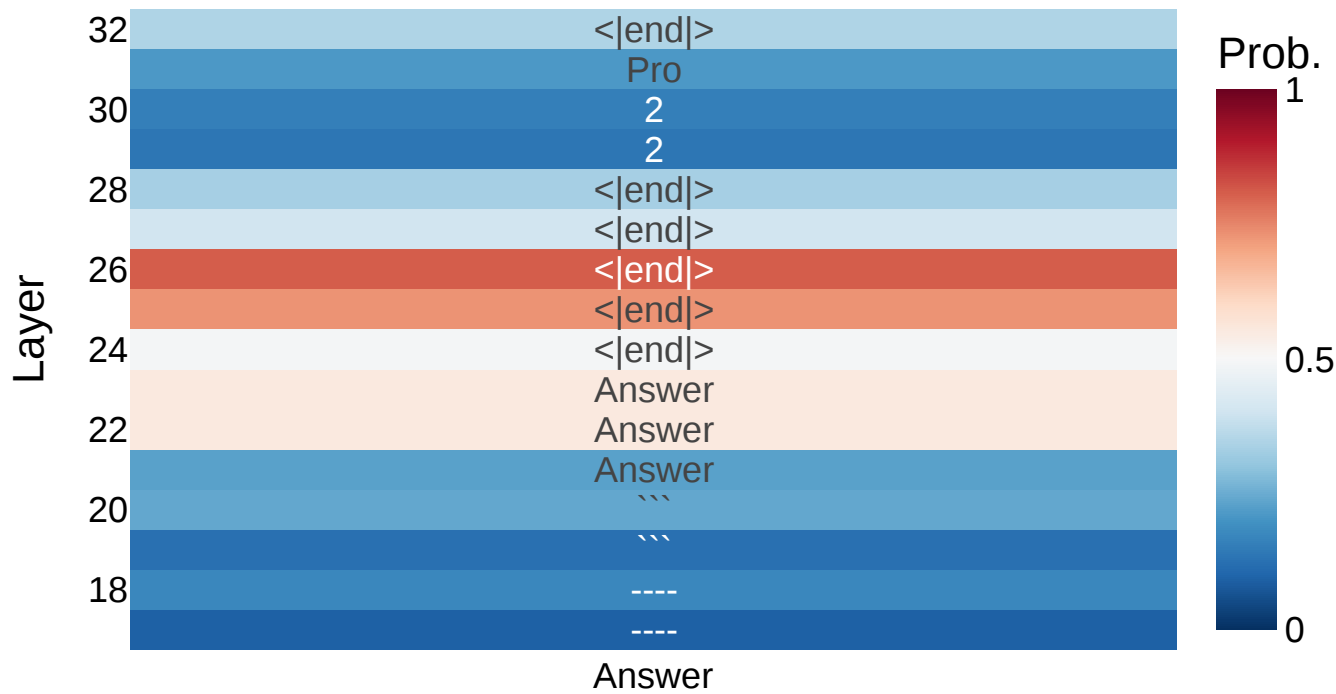 32 <|end|>
Pro
30 2
2
28 <|end|>
<|end|>
26 <|end|>
<|end|>
24 <|end|>
Answer
22 Answer
Answer
20 ```
```
18 ----
----
Answer
Layer
Prob.
1
0.5
0